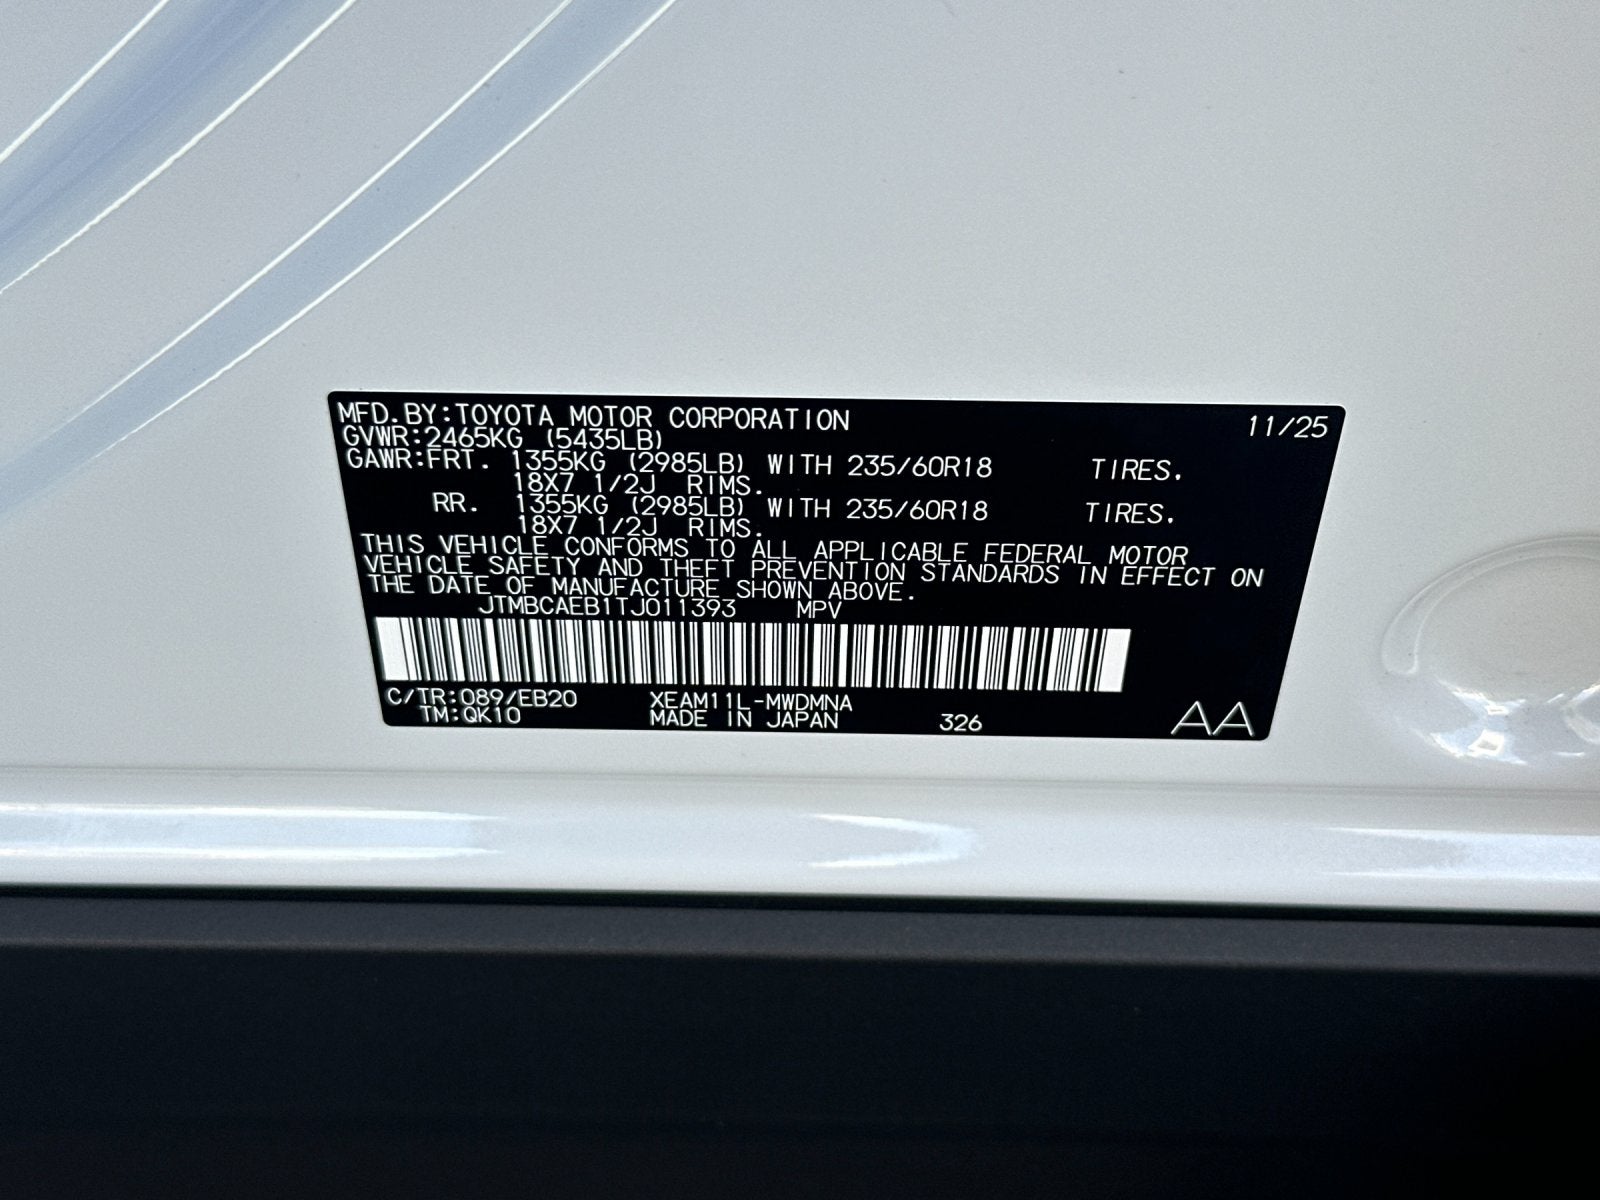 MFD.BY:TOYOTA MOTOR CORPORATION 11/25
GVWR:2465KG (5435LB)
GAWR:FRT. 1355KG (2985LB) WITH 235/60R18 TIRES.
18X7 1/2J RIMS.
RR. 1355KG (2985LB) WITH 235/60R18 TIRES.
18X7 1/2J RIMS.
THIS VEHICLE CONFORMS TO ALL APPLICABLE FEDERAL MOTOR
VEHICLE SAFETY AND THEFT PREVENTION STANDARDS IN EFFECT ON
THE DATE OF MANUFACTURE SHOWN ABOVE.
JTMBCAEB1TJ011393 MPV
C/TR:089/EB20 XEAM11L-MWDMNA
TM:QK10 MADE IN JAPAN 326 AA